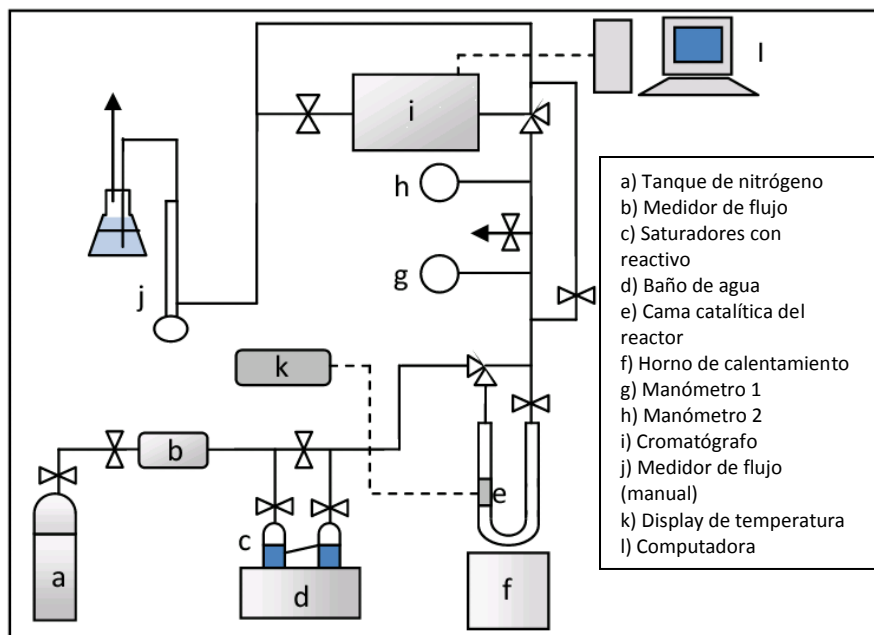 l
i
h
g
j
k
b
e
c
a
d
f
a) Tanque de nitrógeno
b) Medidor de flujo
c) Saturadores con
reactivo
d) Baño de agua
e) Cama catalítica del
reactor
f) Horno de calentamiento
g) Manómetro 1
h) Manómetro 2
i) Cromatógrafo
j) Medidor de flujo
(manual)
k) Display de temperatura
l) Computadora